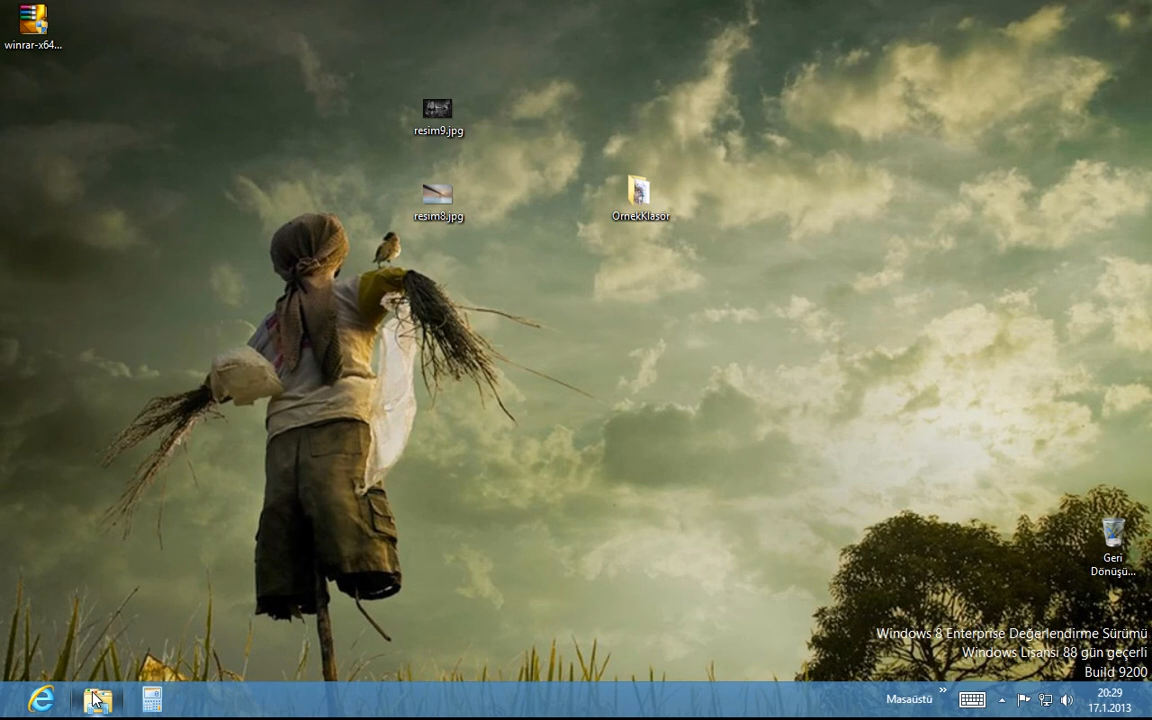 winrar-x64...
resim9.jpg
resim8.jpg
OrnekKlasor
Geri
Dönüşü...
Windows 8 Enterprise Değerlendirme Sürümü
Windows Lisansı 88 gün geçerli
Build 9200
Masaüstü
20:29
17.1.2013